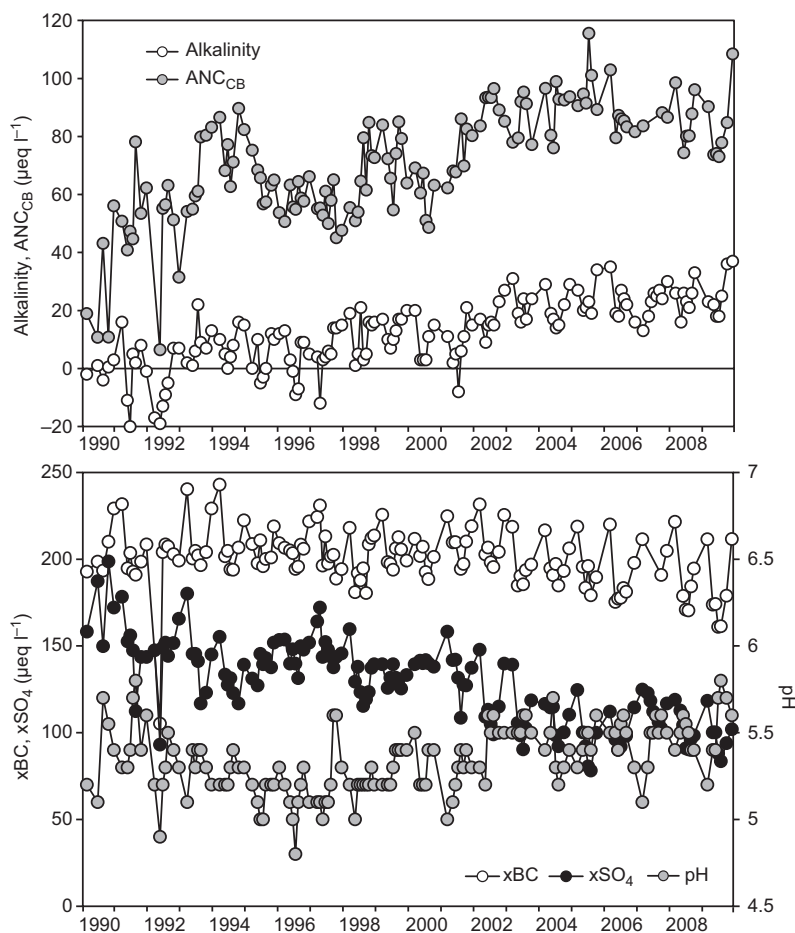 120
100
80
60
40
20
0
–20
Alkalinity, ANC_CB (µeq l⁻¹)
Alkalinity
ANC_CB
1990 1992 1994 1996 1998 2000 2002 2004 2006 2008
250
200
150
100
50
0
xBC, xSO₄ (µeq l⁻¹)
7
6.5
6
5.5
5
4.5
pH
xBC xSO₄ pH
1990 1992 1994 1996 1998 2000 2002 2004 2006 2008